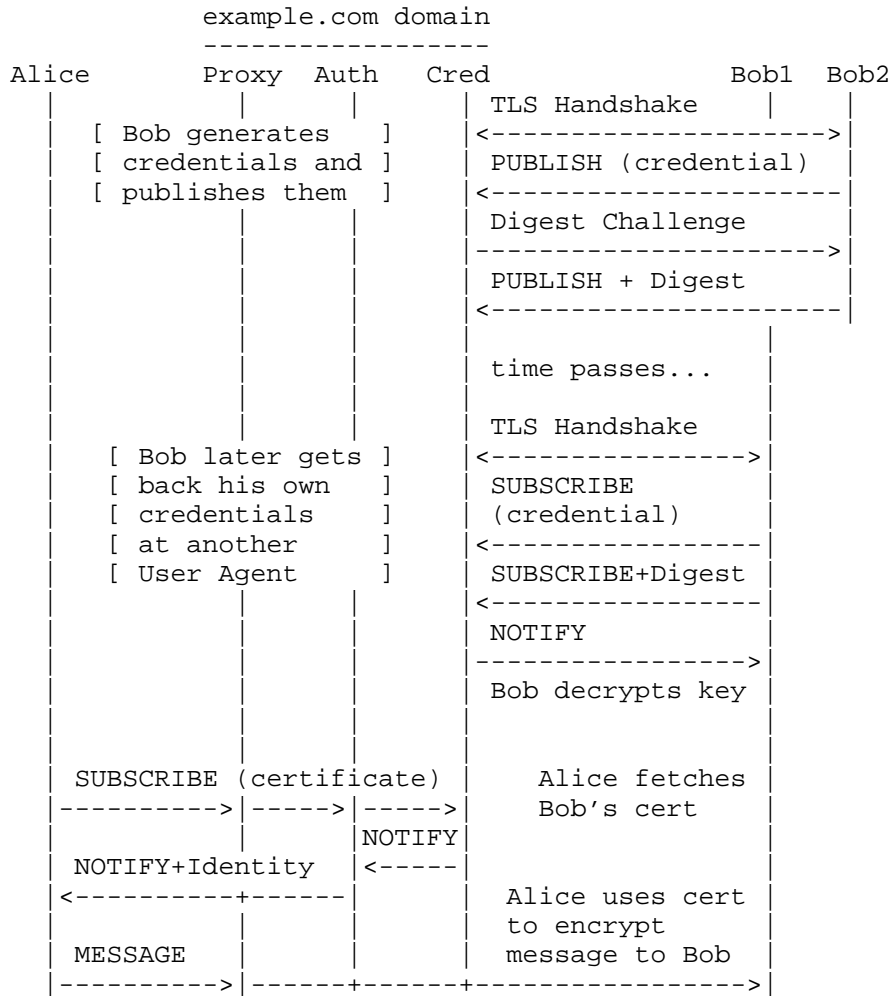 example.com domain
------------------
Alice Proxy Auth Cred Bob1 Bob2
| | | | TLS Handshake | |
| [ Bob generates ] |<--------------------->|
| [ credentials and ] | PUBLISH (credential) |
| [ publishes them ] |<----------------------|
| | | | Digest Challenge |
| | | |---------------------->|
| | | | PUBLISH + Digest |
| | | |<----------------------|
| | | | |
| | | | time passes... |
| | | | |
| | | | TLS Handshake |
| [ Bob later gets ] |<---------------->|
| [ back his own ] | SUBSCRIBE |
| [ credentials ] | (credential) |
| [ at another ] |<-----------------|
| [ User Agent ] | SUBSCRIBE+Digest |
| | | |<-----------------|
| | | | NOTIFY |
| | | |----------------->|
| | | | Bob decrypts key |
| | | | |
| | | | |
| SUBSCRIBE (certificate) | Alice fetches |
|---------->|----->|----->| Bob's cert |
| | |NOTIFY| |
| NOTIFY+Identity |<-----| |
|<----------+------| | Alice uses cert |
| | | | to encrypt |
| MESSAGE | | | message to Bob |
|---------->|------+------+----------------->|